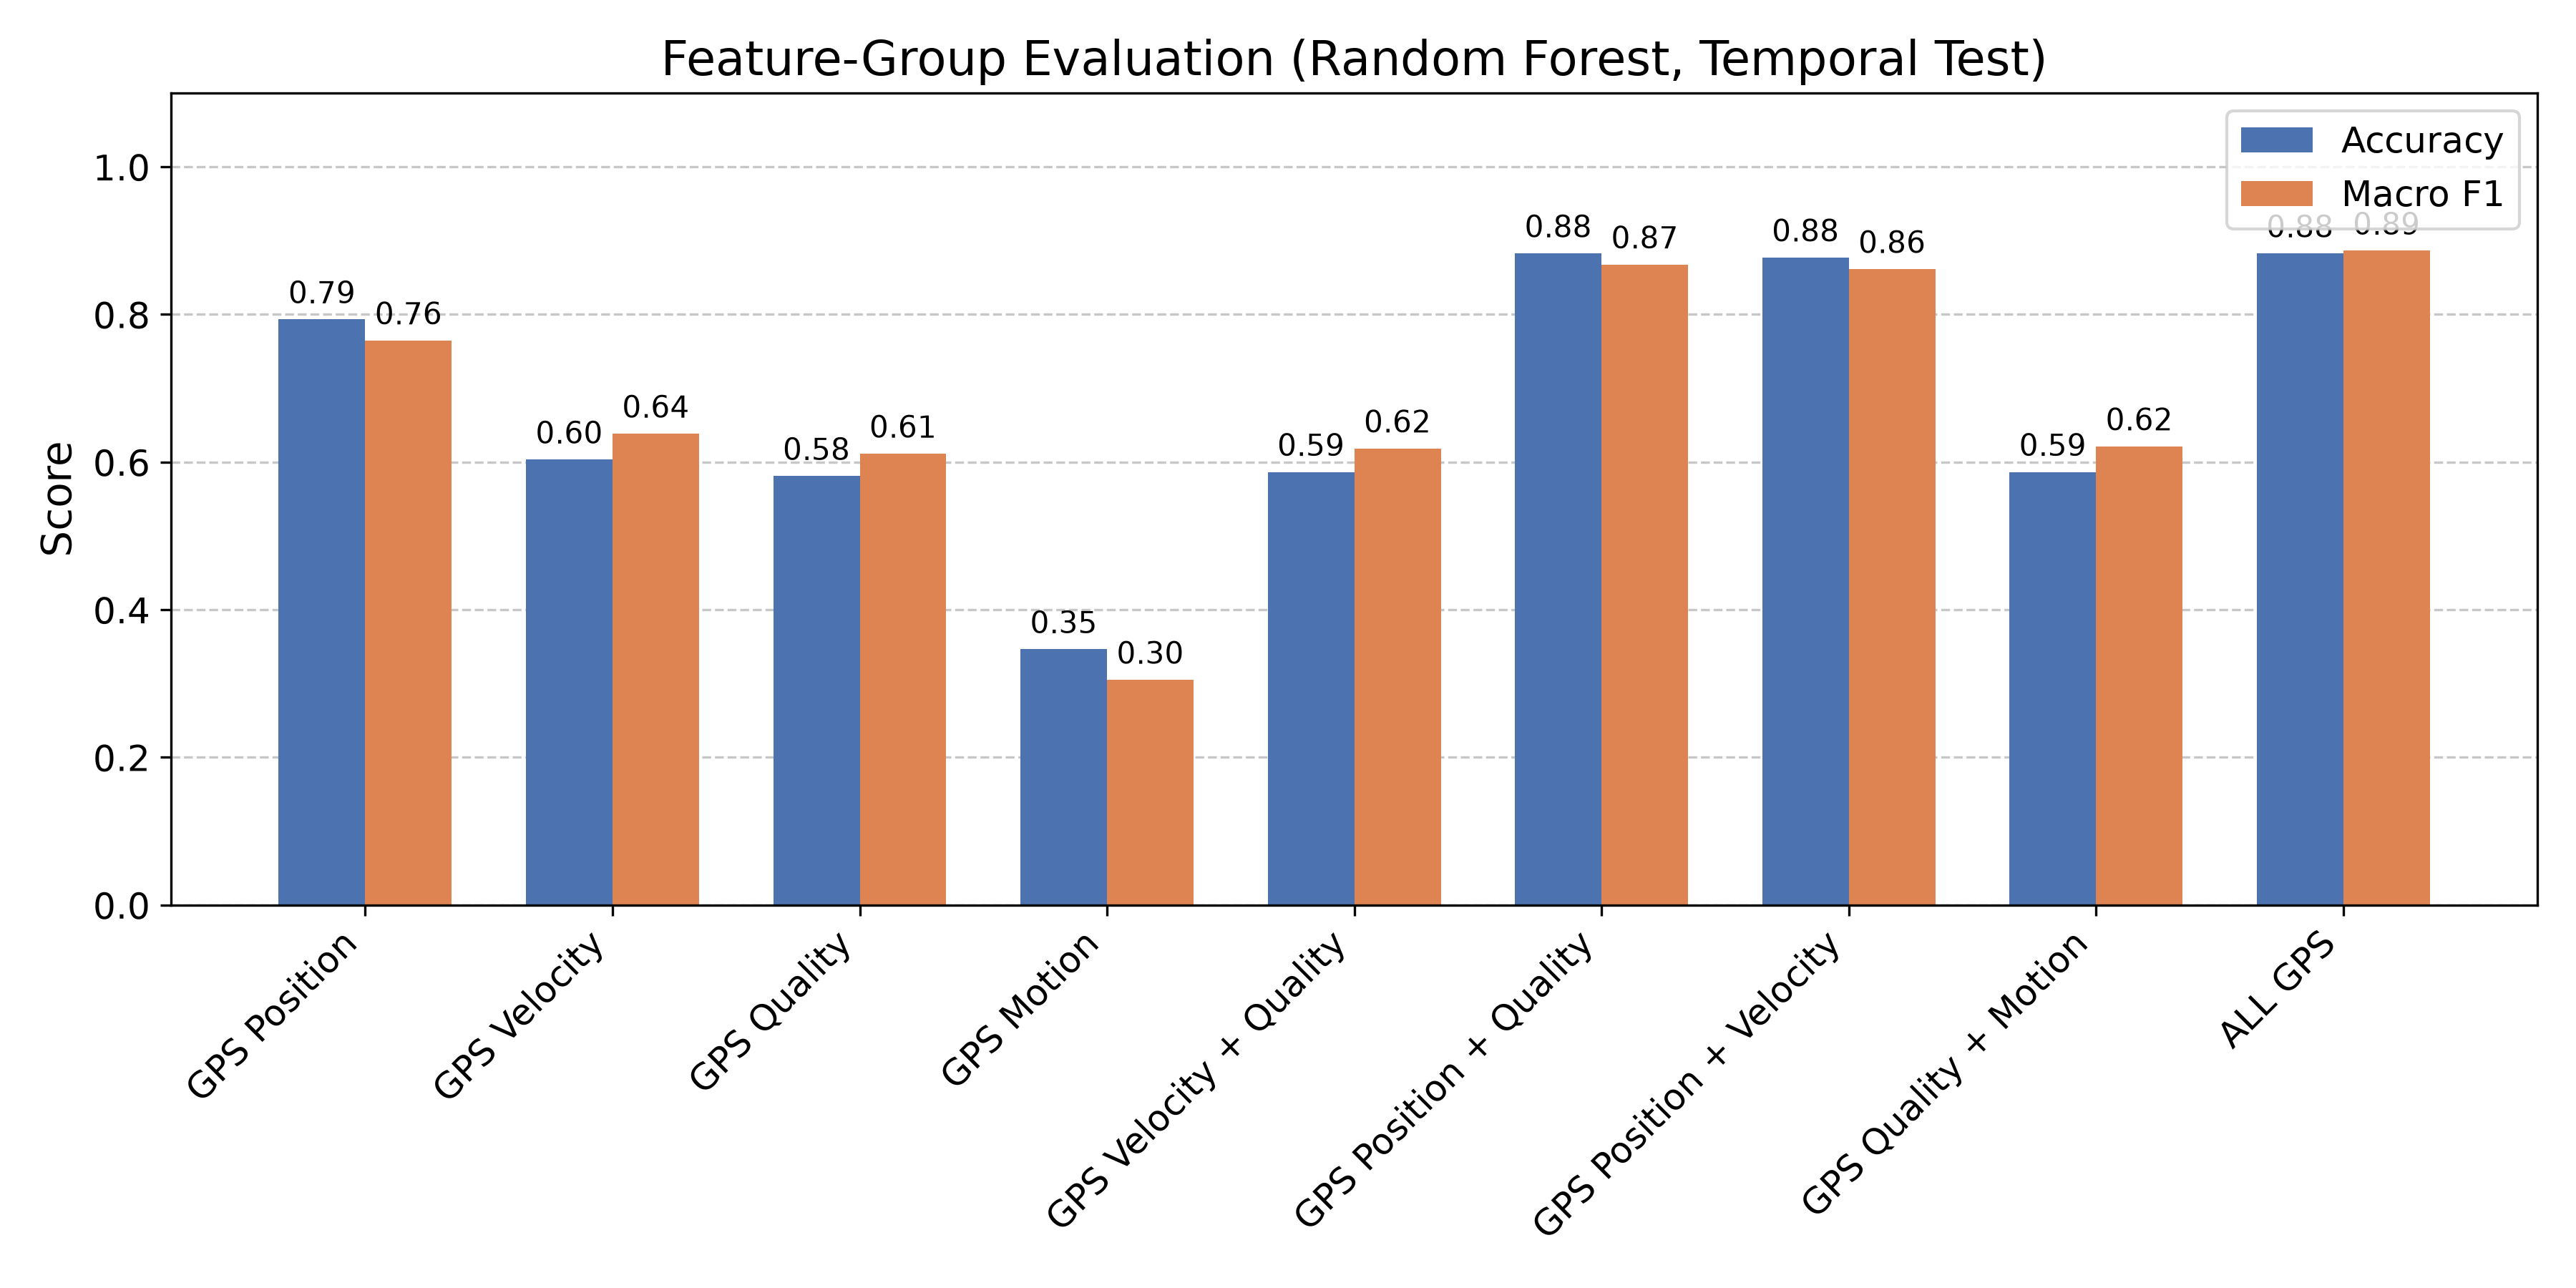 Feature-Group Evaluation (Random Forest, Temporal Test)
Accuracy
Macro F1
Score
1.0
0.8
0.6
0.4
0.2
0.0
0.79
0.76
0.60
0.64
0.58
0.61
0.35
0.30
0.59
0.62
0.88
0.87
0.88
0.86
0.59
0.62
0.88
0.89
GPS Position
GPS Velocity
GPS Quality
GPS Motion
GPS Velocity + Quality
GPS Position + Quality
GPS Position + Velocity
GPS Quality + Motion
ALL GPS